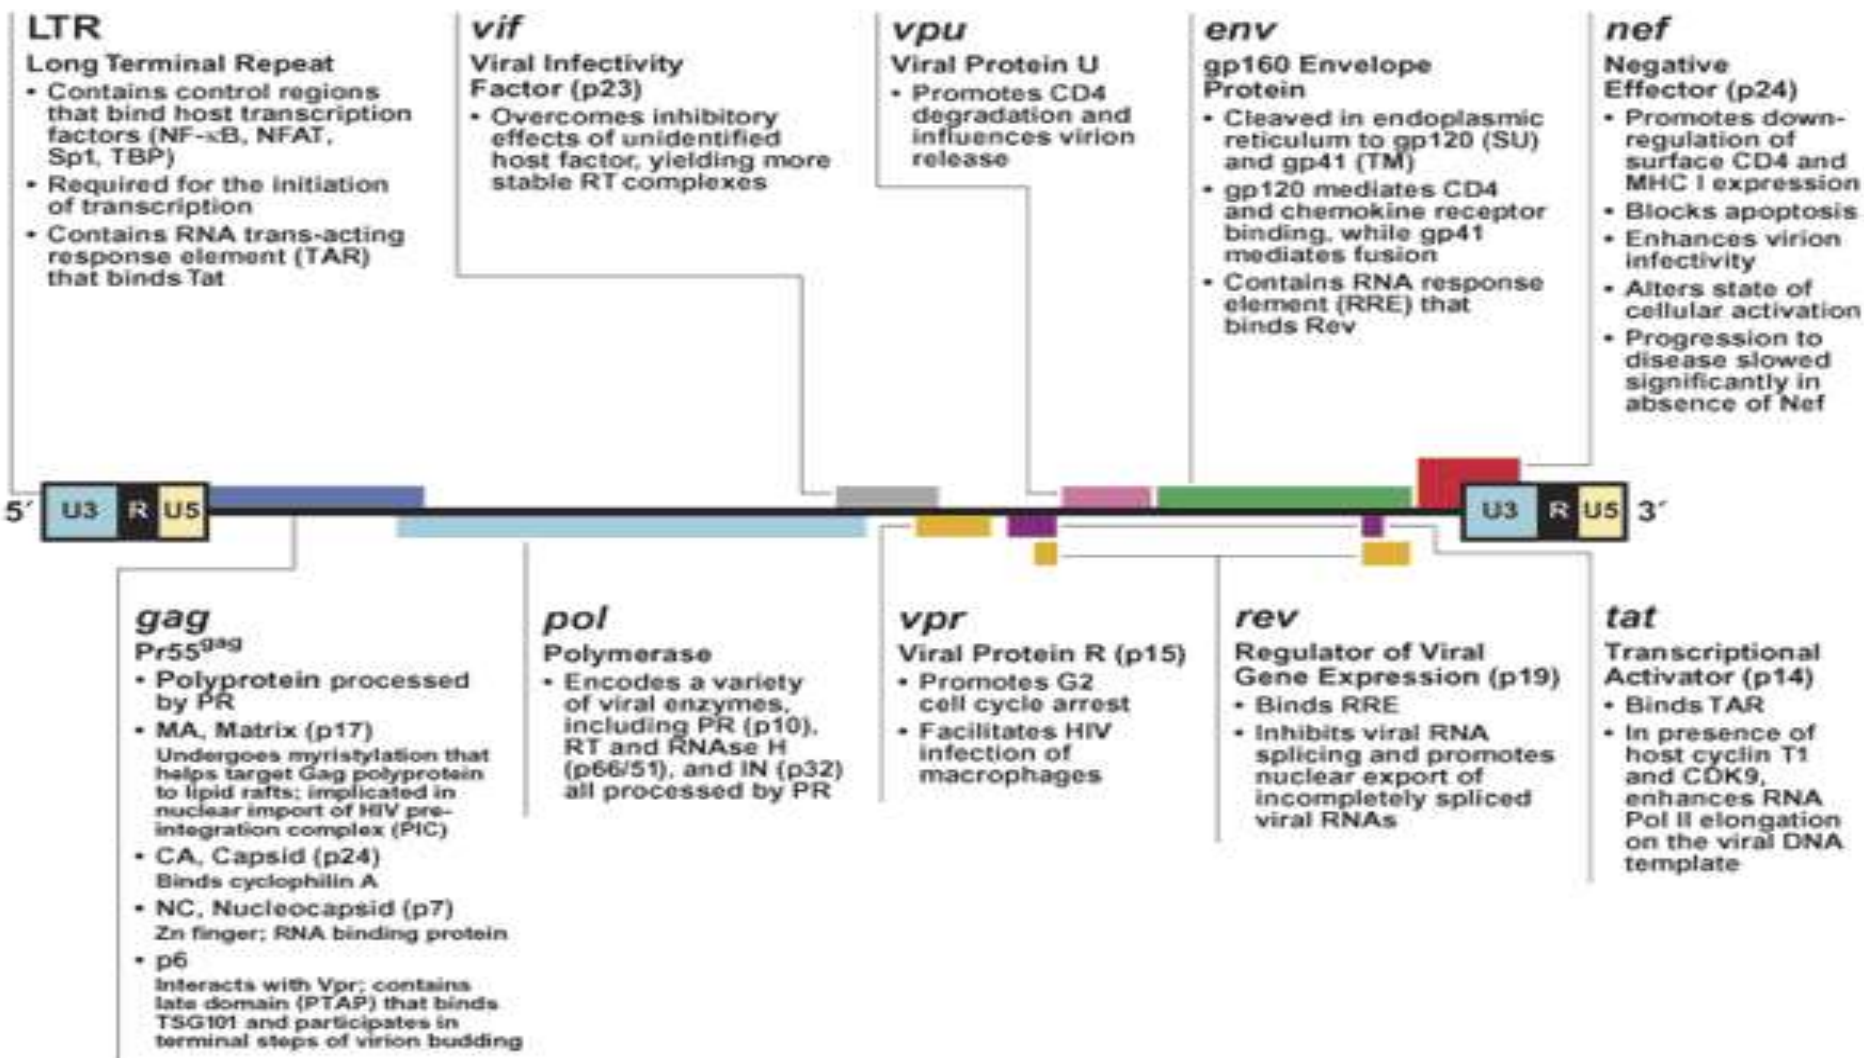 LTR
Long Terminal Repeat
• Contains control regions
that bind host transcription
factors (NF-κB, NFAT,
Sp1, TBP)
• Required for the initiation
of transcription
• Contains RNA trans-acting
response element (TAR)
that binds Tat
vif
Viral Infectivity
Factor (p23)
• Overcomes inhibitory
effects of unidentified
host factor, yielding more
stable RT complexes
vpu
Viral Protein U
• Promotes CD4
degradation and
influences virion
release
env
gp160 Envelope
Protein
• Cleaved in endoplasmic
reticulum to gp120 (SU)
and gp41 (TM)
• gp120 mediates CD4
and chemokine receptor
binding, while gp41
mediates fusion
• Contains RNA response
element (RRE) that
binds Rev
nef
Negative
Effector (p24)
• Promotes down-
regulation of
surface CD4 and
MHC I expression
• Blocks apoptosis
• Enhances virion
infectivity
• Alters state of
cellular activation
• Progression to
disease slowed
significantly in
absence of Nef
5′ U3 R U5 U3 R U5 3′
gag
Pr55gag
• Polyprotein processed
by PR
• MA, Matrix (p17)
Undergoes myristylation that
helps target Gag polyprotein
to lipid rafts; implicated in
nuclear import of HIV pre-
integration complex (PIC)
• CA, Capsid (p24)
Binds cyclophilin A
• NC, Nucleocapsid (p7)
Zn finger; RNA binding protein
• p6
Interacts with Vpr; contains
late domain (PTAP) that binds
TSG101 and participates in
terminal steps of virion budding
pol
Polymerase
• Encodes a variety
of viral enzymes,
including PR (p10),
RT and RNAse H
(p66/51), and IN (p32)
all processed by PR
vpr
Viral Protein R (p15)
• Promotes G2
cell cycle arrest
• Facilitates HIV
infection of
macrophages
rev
Regulator of Viral
Gene Expression (p19)
• Binds RRE
• Inhibits viral RNA
splicing and promotes
nuclear export of
incompletely spliced
viral RNAs
tat
Transcriptional
Activator (p14)
• Binds TAR
• In presence of
host cyclin T1
and CDK9,
enhances RNA
Pol II elongation
on the viral DNA
template